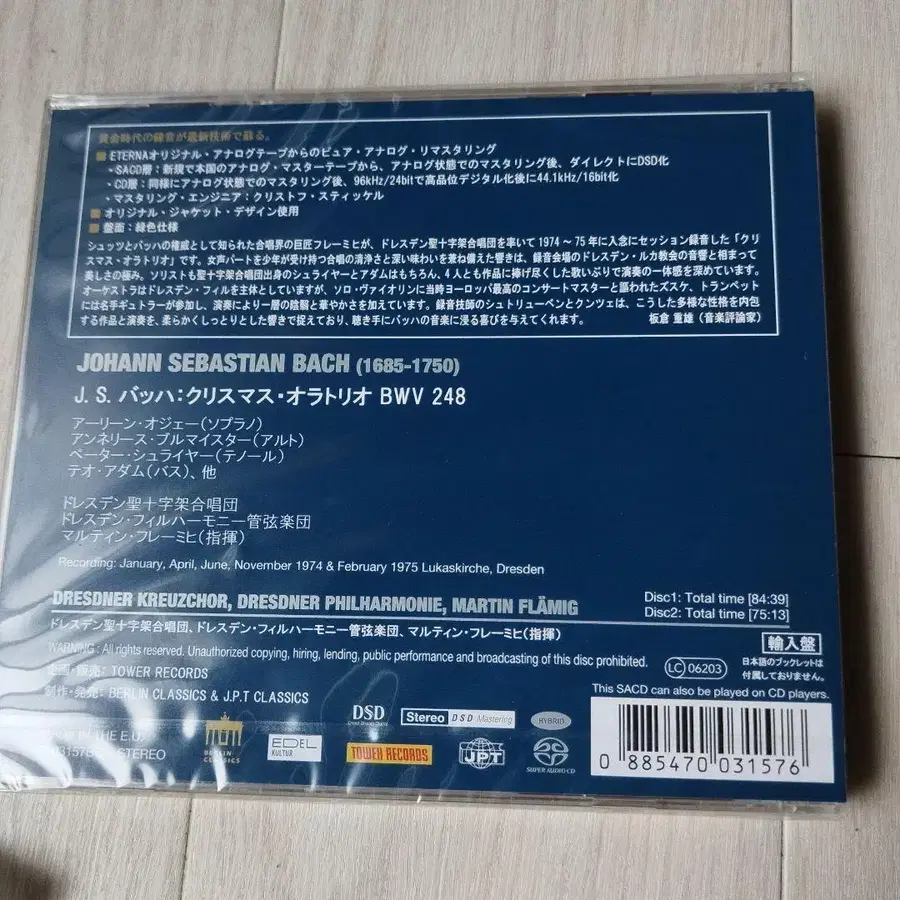 黄金時代の録音が最新技術で蘇る。
■ ETERNAオリジナル・アナログテープからのピュア・アナログ・リマスタリング
・SACD層：新規で本国のアナログ・マスターテープから、アナログ状態でのマスタリング後、ダイレクトにDSD化
・CD層：同様にアナログ状態でのマスタリング後、96kHz/24bitで高品位デジタル化後に44.1kHz/16bit化
・マスタリング・エンジニア：クリストフ・スティッケル
■ オリジナル・ジャケット・デザイン使用
■ 盤面：緑色仕様
シュッツとバッハの権威として知られた合唱界の巨匠フレーミヒが、ドレスデン聖十字架合唱団を率いて1974～75年に入念にセッション録音した「クリ
スマス・オラトリオ」です。女声パートを少年が受け持つ合唱の清浄さと深い味わいを兼ね備えた響きは、録音会場のドレスデン・ルカ教会の音響と相まって
美しさの極み。ソリストも聖十字架合唱団出身のシュライヤーとアダムはもちろん、4人とも作品に捧げ尽くした歌いぶりで演奏の一体感を深めています。
オーケストラはドレスデン・フィルを主体としていますが、ソロ・ヴァイオリンに当時ヨーロッパ最高のコンサートマスターと謳われたズスケ、トランペット
には名手ギュトラーが参加し、演奏により一層の陰翳と華やかさを加えています。録音技師のシュトリューベンとクンツェは、こうした多様な性格を内包
する作品と演奏を、柔らかくしっとりとした響きで捉えており、聴き手にバッハの音楽に浸る喜びを与えてくれます。 板倉 重雄（音楽評論家）
JOHANN SEBASTIAN BACH (1685-1750)
J. S. バッハ：クリスマス・オラトリオ BWV 248
アーリーン・オジェー（ソプラノ）
アンネリース・ブルマイスター（アルト）
ペーター・シュライヤー（テノール）
テオ・アダム（バス）、他
ドレスデン聖十字架合唱団
ドレスデン・フィルハーモニー管弦楽団
マルティン・フレーミヒ（指揮）
Recording: January, April, June, November 1974 & February 1975 Lukaskirche, Dresden
DRESDNER KREUZCHOR, DRESDNER PHILHARMONIE, MARTIN FLÄMIG
Disc1: Total time [84:39]
Disc2: Total time [75:13]
ドレスデン聖十字架合唱団、ドレスデン・フィルハーモニー管弦楽団、マルティン・フレーミヒ（指揮）
WARNING: All rights reserved. Unauthorized copying, hiring, lending, public performance and broadcasting of this disc prohibited.
LC 06203
輸入盤
日本語のブックレットは
付属しておりません。
企画・販売：TOWER RECORDS
制作・発売：BERLIN CLASSICS & J.P.T CLASSICS
This SACD can also be played on CD players.
THE E.U.
STEREO
BERLIN
CLASSICS
EDEL
KULTUR
DSD
Direct Stream Digital
Stereo DSD Mastering
HYBRID
TOWER RECORDS
JPT
SUPER AUDIO CD
0 885470 031576